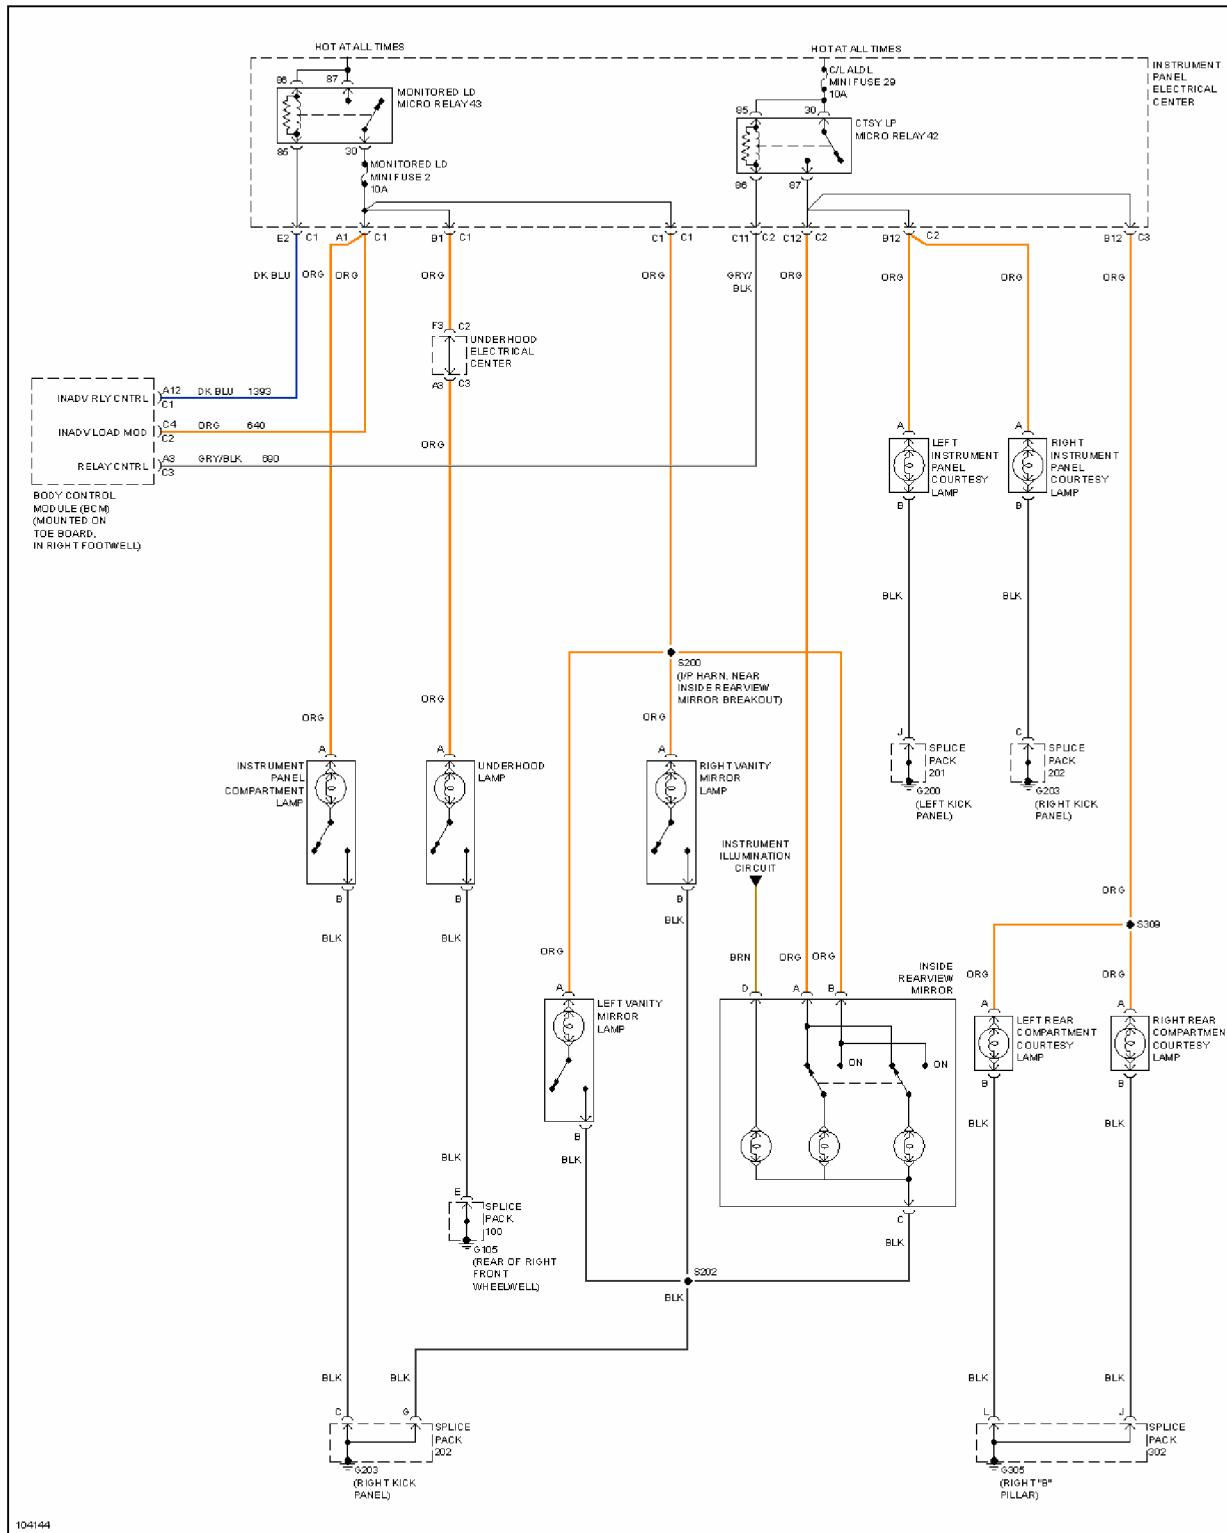 HOT AT ALL TIMES
HOT AT ALL TIMES
INSTRUMENT
PANEL
ELECTRICAL
CENTER
86
87
MONITORED LD
MICRO RELAY 43
85
30
MONITORED LD
MINI FUSE 2
10A
C/L ALDL
MINI FUSE 29
10A
85
30
CTSY LP
MICRO RELAY 42
86
87
E2
C1
A1
C1
B1
C1
C1
C1
C11
C2
C12
C2
B12
C2
B12
C3
DK BLU
ORG
ORG
ORG
ORG
GRY/
BLK
ORG
ORG
ORG
ORG
F3
C2
UNDERHOOD
ELECTRICAL
CENTER
A3
C3
ORG
INADV RLY CNTRL
A12
C1
DK BLU
1393
INADV LOAD MOD
C4
C2
ORG
640
RELAY CNTRL
A3
C3
GRY/BLK
690
BODY CONTROL
MODULE (BCM)
(MOUNTED ON
TOE BOARD,
IN RIGHT FOOTWELL)
A
LEFT
INSTRUMENT
PANEL
COURTESY
LAMP
B
A
RIGHT
INSTRUMENT
PANEL
COURTESY
LAMP
B
BLK
BLK
S200
(I/P HARN, NEAR
INSIDE REARVIEW
MIRROR BREAKOUT)
ORG
ORG
ORG
ORG
J
SPLICE
PACK
201
G200
(LEFT KICK
PANEL)
C
SPLICE
PACK
202
G203
(RIGHT KICK
PANEL)
A
INSTRUMENT
PANEL
COMPARTMENT
LAMP
B
A
UNDERHOOD
LAMP
B
A
RIGHT VANITY
MIRROR
LAMP
B
INSTRUMENT
ILLUMINATION
CIRCUIT
BLK
BLK
BLK
ORG
S309
ORG
BRN
ORG
ORG
INSIDE
REARVIEW
MIRROR
ORG
ORG
A
LEFT VANITY
MIRROR
LAMP
B
D
A
B
ON
ON
C
A
LEFT REAR
COMPARTMENT
COURTESY
LAMP
B
A
RIGHT REAR
COMPARTMEN
COURTESY
LAMP
B
BLK
BLK
BLK
BLK
E
SPLICE
PACK
100
G105
(REAR OF RIGHT
FRONT
WHEELWELL)
BLK
S202
BLK
BLK
BLK
BLK
BLK
C
G
SPLICE
PACK
202
G203
(RIGHT KICK
PANEL)
L
J
SPLICE
PACK
302
G305
(RIGHT "B"
PILLAR)
104144